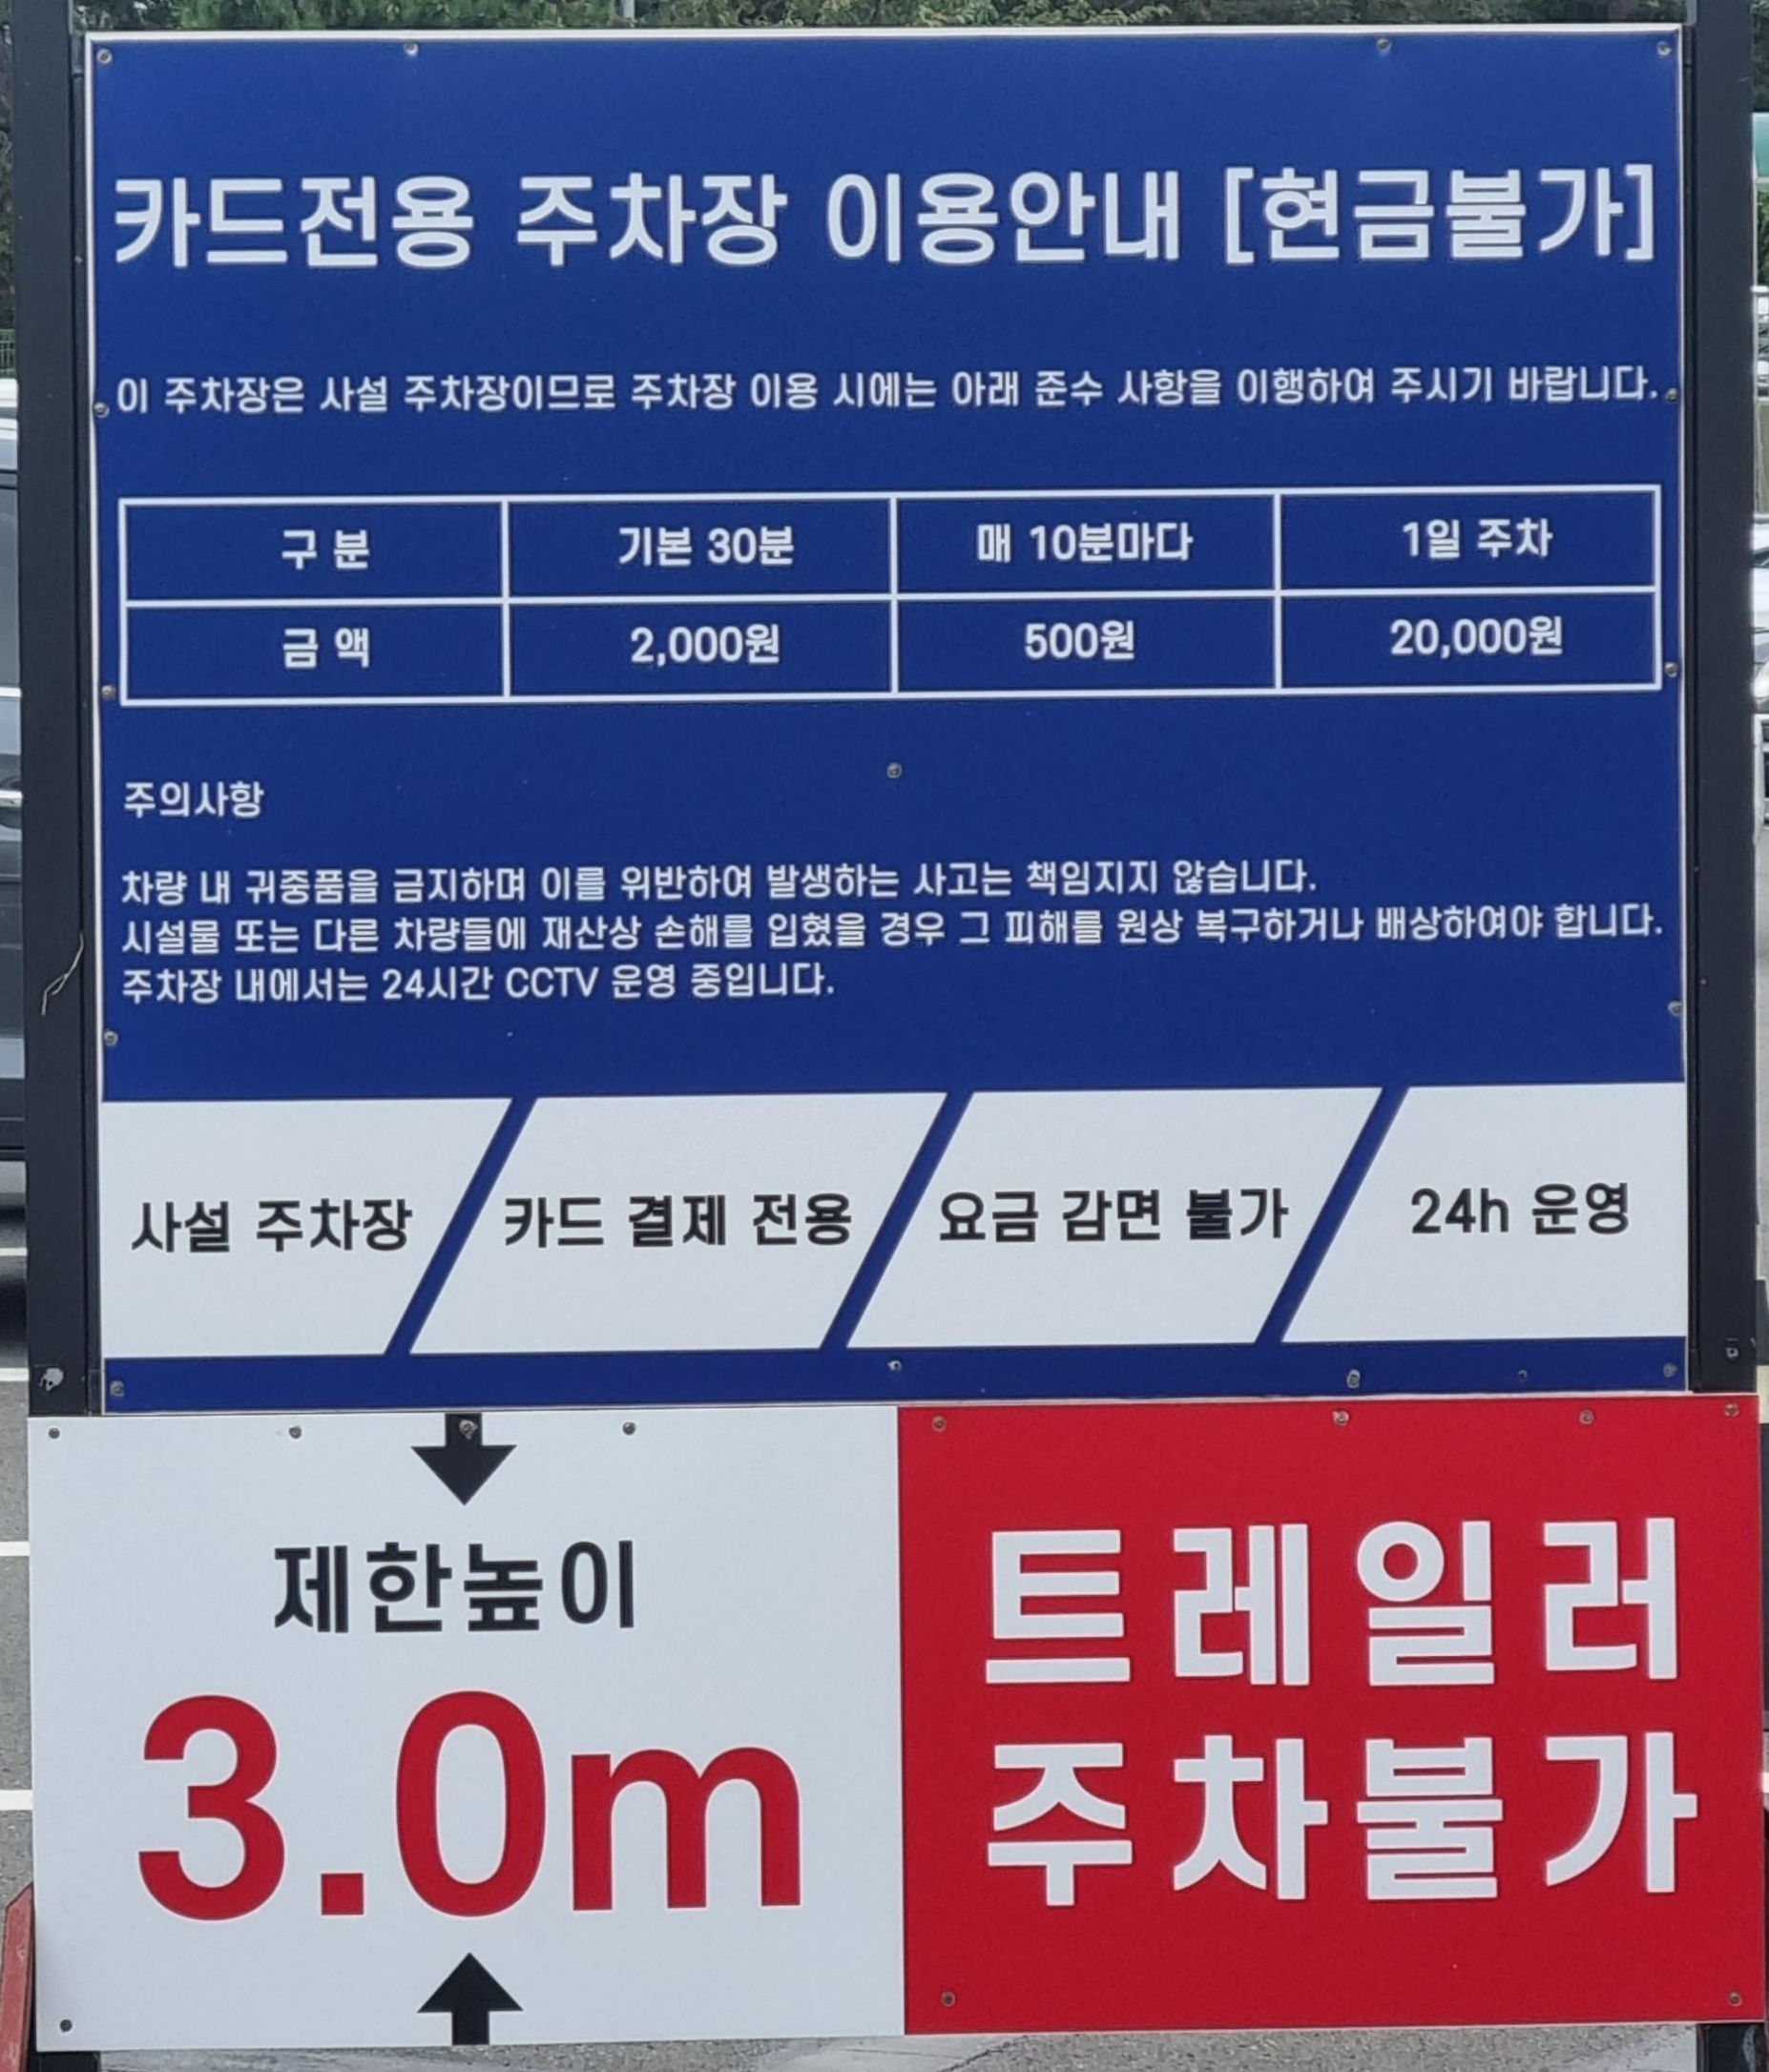 카드전용 주차장 이용안내 [현금불가]
이 주차장은 사설 주차장이므로 주차장 이용 시에는 아래 준수 사항을 이행하여 주시기 바랍니다.
구 분 기본 30분 매 10분마다 1일 주차
금 액 2,000원 500원 20,000원
주의사항
차량 내 귀중품을 금지하며 이를 위반하여 발생하는 사고는 책임지지 않습니다.
시설물 또는 다른 차량들에 재산상 손해를 입혔을 경우 그 피해를 원상 복구하거나 배상하여야 합니다.
주차장 내에서는 24시간 CCTV 운영 중입니다.
사설 주차장 카드 결제 전용 요금 감면 불가 24h 운영
제한높이
3.0m
트레일러
주차불가